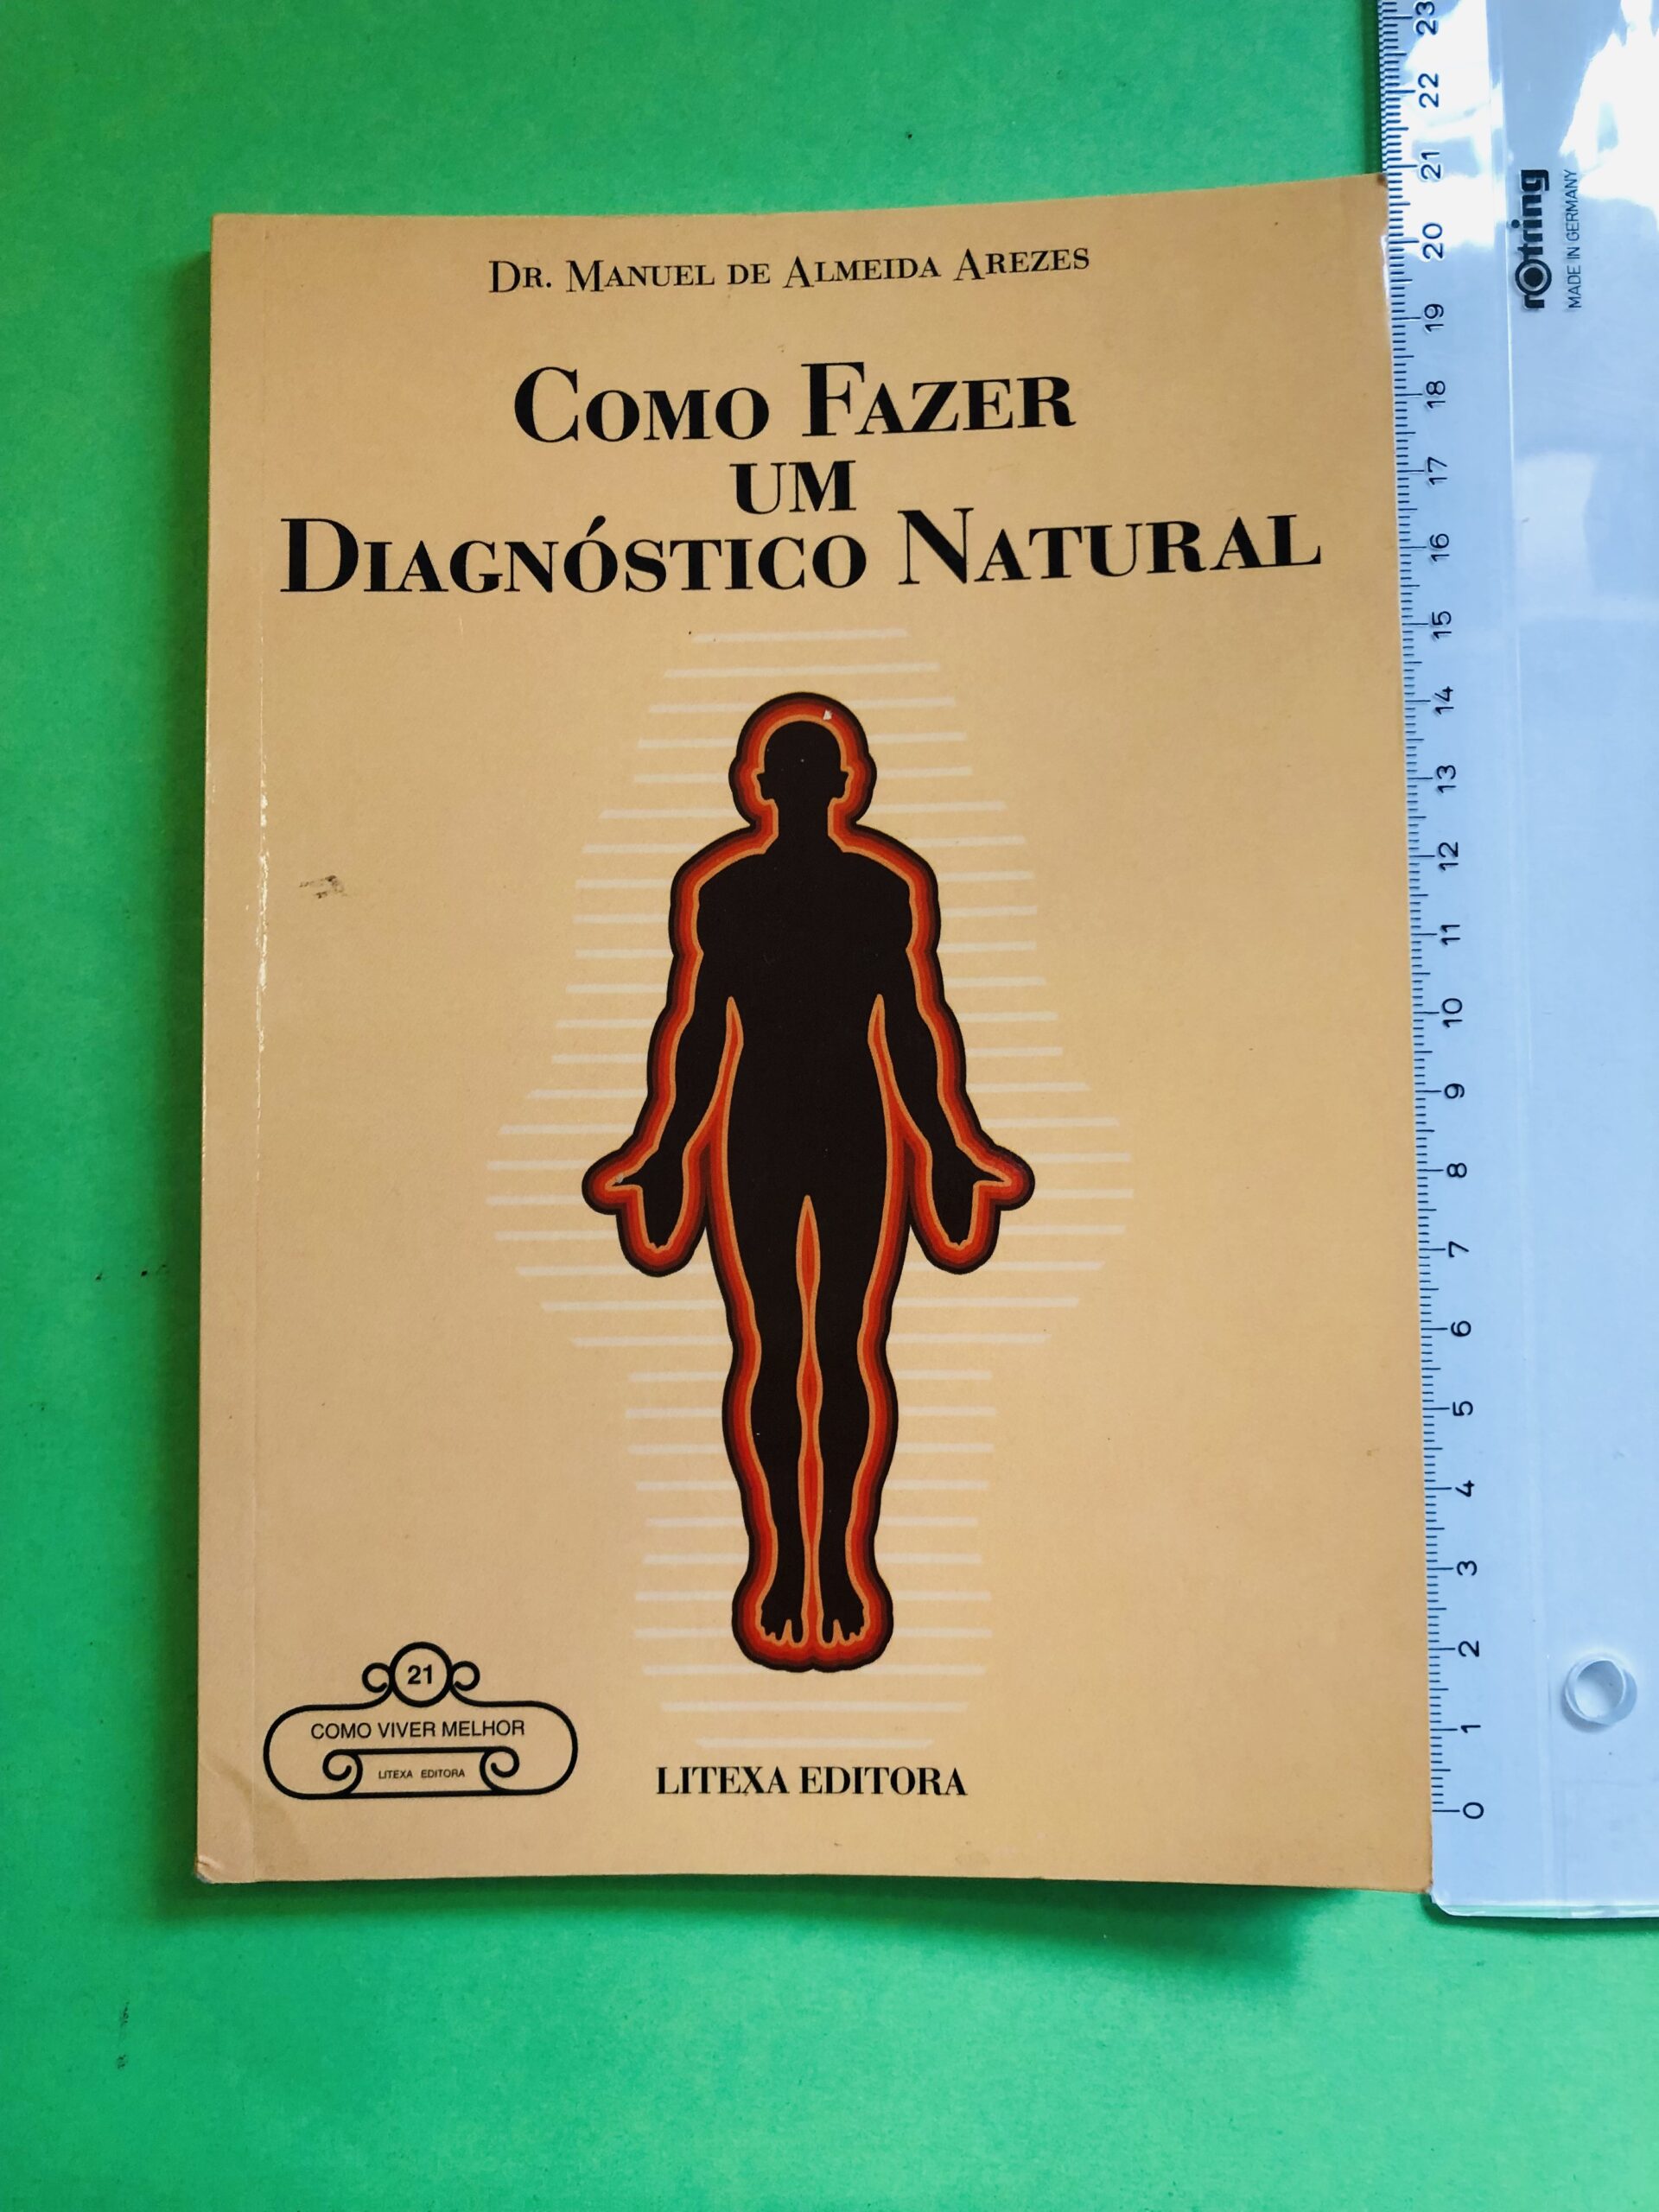 Dr. Manuel de Almeida Arezes
Como Fazer
um
Diagnóstico Natural
21
COMO VIVER MELHOR
LITEXA EDITORA
LITEXA EDITORA
23
22
21
20
19
18
17
16
15
14
13
12
11
10
9
8
7
6
5
4
3
2
1
0
rotring
MADE IN GERMANY